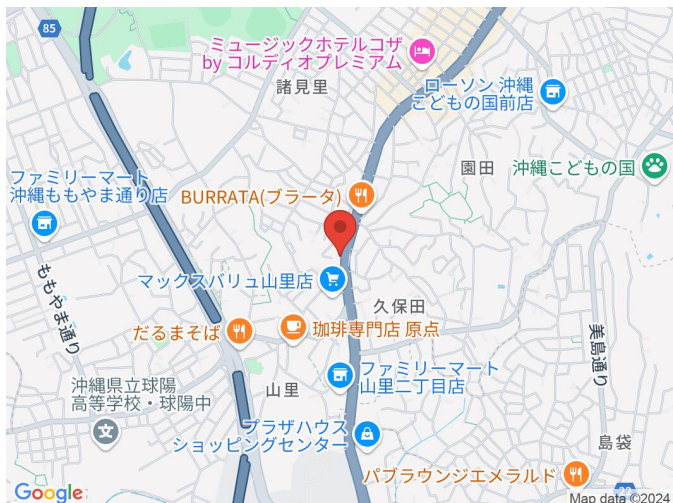 85
ミュージックホテルコザ
by コルディオプレミアム
諸見里
ローソン 沖縄
こどもの国前店
園田
沖縄こどもの国
ファミリーマート
沖縄ももやま通り店
BURRATA(ブラータ)
マックスバリュ山里店
久保田
ももやま通り
だるまそば
珈琲専門店 原点
美島通り
ファミリーマート
山里二丁目店
山里
沖縄県立球陽
高等学校・球陽中
プラザハウス
ショッピングセンター
島袋
パブラウンジエメラルド
Google
Map data ©2024